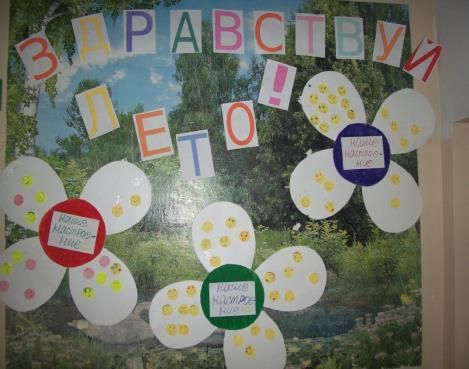 ЗДРАВСТВУЙ
ЛЕТО!
наше
настрое-
ние
наше
настрое-
ние
наше
настрое-
ние